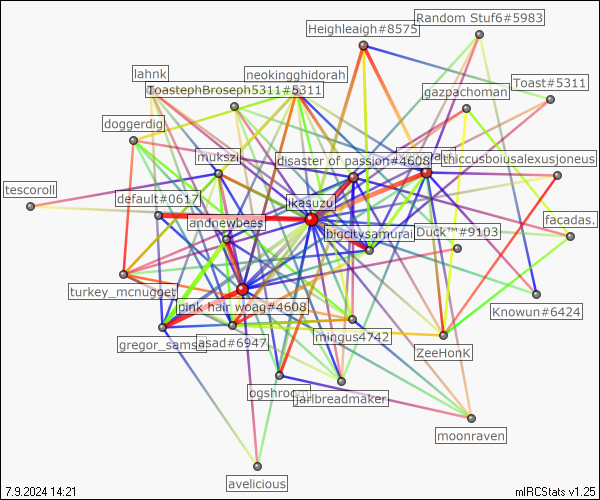 Random Stuf6#5983
Heighleaigh#8575
lahnk
neokingghidorah
Toast#5311
ToastephBroseph5311#5311
gazpachoman
doggerdig
mukszi
disaster of passion#4608
thiccusboiusalexusjoneus
tescoroll
default#0617
likasuzu
andnewbees
bigcitysamurai
Duck™#9103
facadas.
turkey_mcnugget
pink hair woag#4608
Knowun#6424
gregor_samsa
asad#6947
mingus4742
ZeeHonK
jarlbreadmaker
moonraven
avelicious
7.9.2024 14:21
mIRCStats v1.25